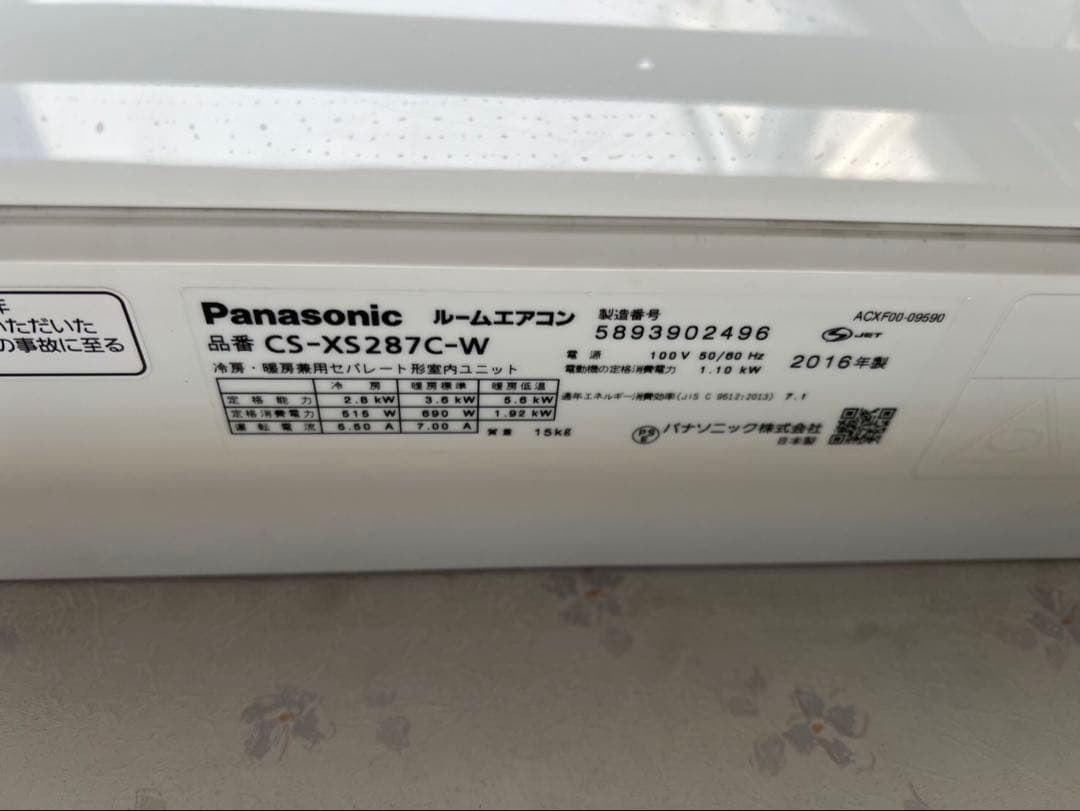 年
いただいた
の事故に至る
Panasonic ルームエアコン
品番 CS-XS287C-W
冷房・暖房兼用セパレート形室内ユニット
冷房 暖房標準 暖房低温
定格能力 2.8 kW 3.6 kW 5.6 kW
定格消費電力 515 W 690 W 1.92 kW
運転電流 5.50 A 7.00 A
質量 15kg
製造番号
5893902496
電源 100V 50/60 Hz
電動機の定格消費電力 1.10 kW
通年エネルギー消費効率(JIS C 9612:2013) 7.1
ACXF00-09590
S JET
2016年製
PSE パナソニック株式会社
日本製